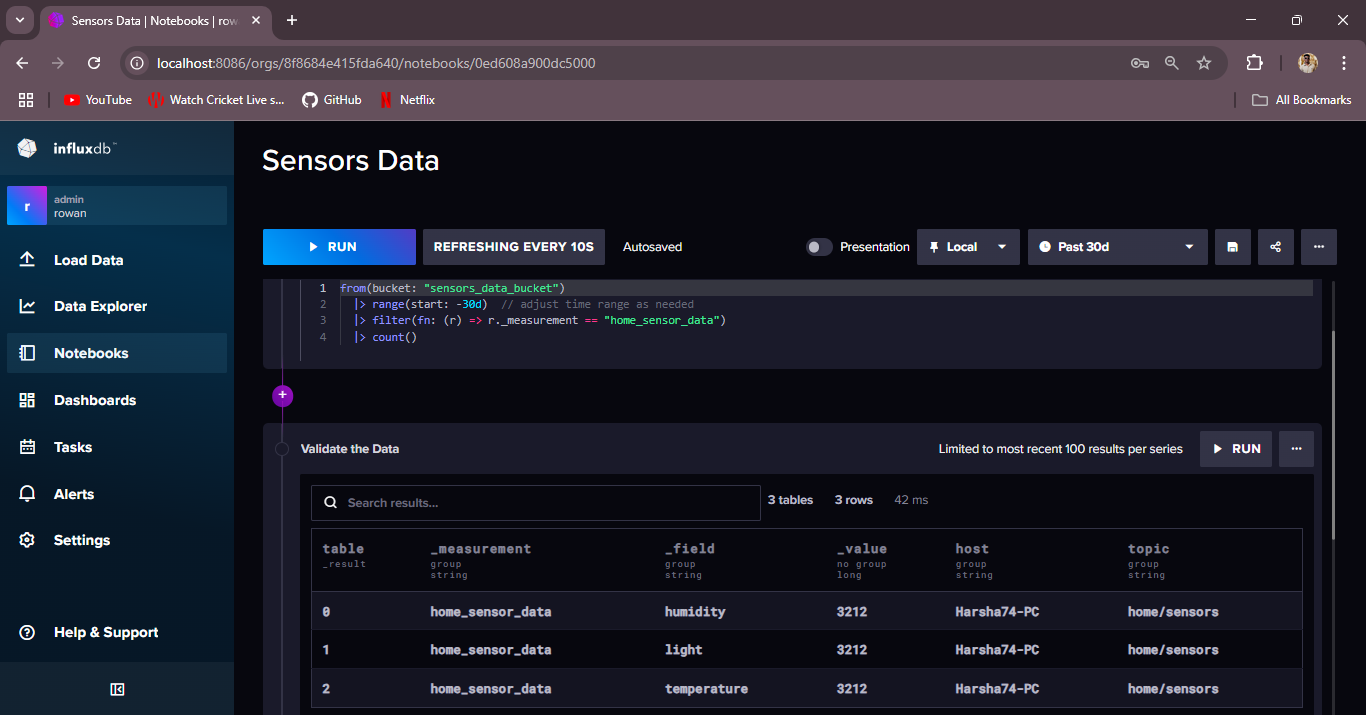 Sensors Data | Notebooks | row
localhost:8086/orgs/8f8684e415fda640/notebooks/0ed608a900dc5000
YouTube Watch Cricket Live s... GitHub Netflix All Bookmarks
influxdb™
r admin
rowan
Load Data
Data Explorer
Notebooks
Dashboards
Tasks
Alerts
Settings
Help & Support
Sensors Data
RUN REFRESHING EVERY 10S Autosaved Presentation Local Past 30d
1 from(bucket: "sensors_data_bucket")
2 |> range(start: -30d) // adjust time range as needed
3 |> filter(fn: (r) => r._measurement == "home_sensor_data")
4 |> count()
Validate the Data Limited to most recent 100 results per series RUN
Search results... 3 tables 3 rows 42 ms
table _measurement _field _value host topic
_result group group no group group group
string string long string string
0 home_sensor_data humidity 3212 Harsha74-PC home/sensors
1 home_sensor_data light 3212 Harsha74-PC home/sensors
2 home_sensor_data temperature 3212 Harsha74-PC home/sensors